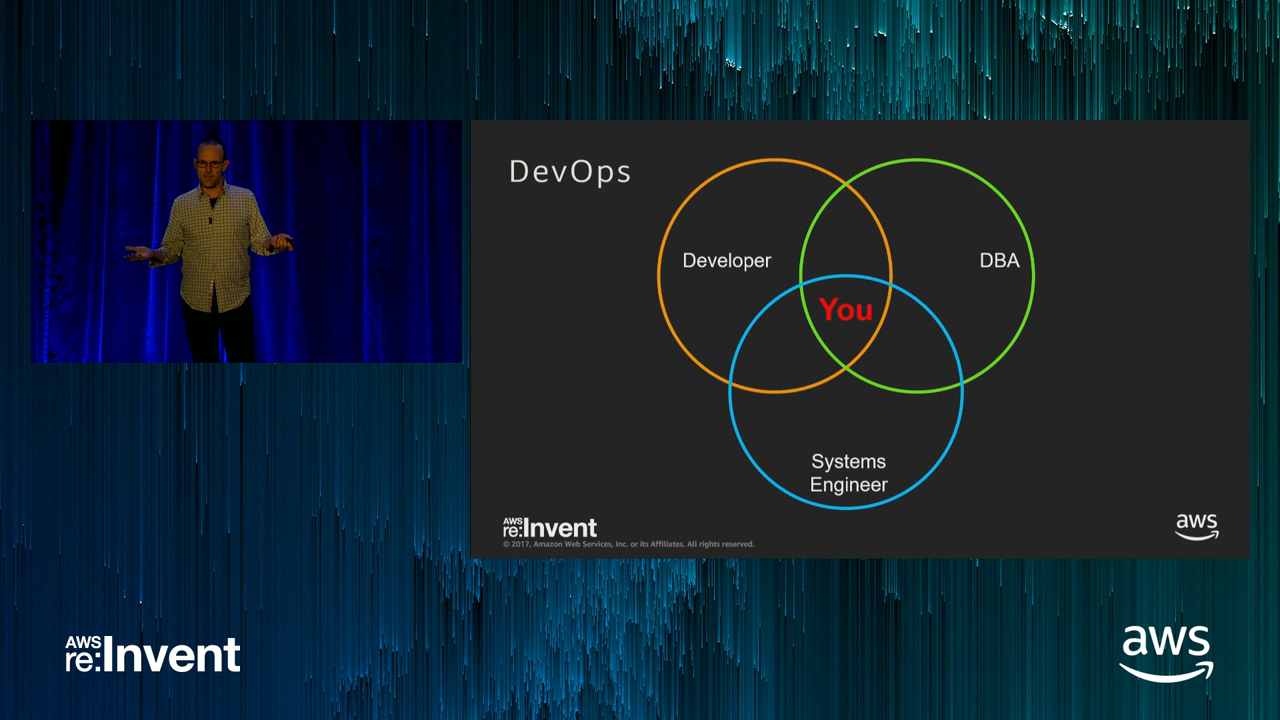 DevOps
Developer
DBA
You
Systems
Engineer
AWS
re:Invent
© 2017, Amazon Web Services, Inc. or its Affiliates. All rights reserved.
aws
AWS
re:Invent
aws